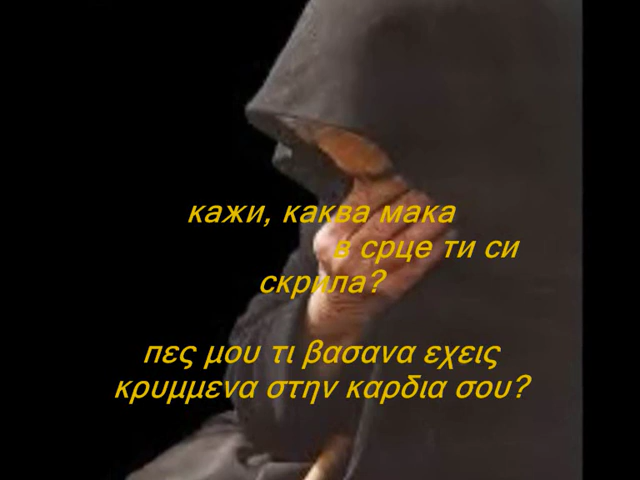 кажи, каква мака
в срце ти си
скрила?
πες μου τι βασανα εχεις
κρυμμενα στην καρδια σου?